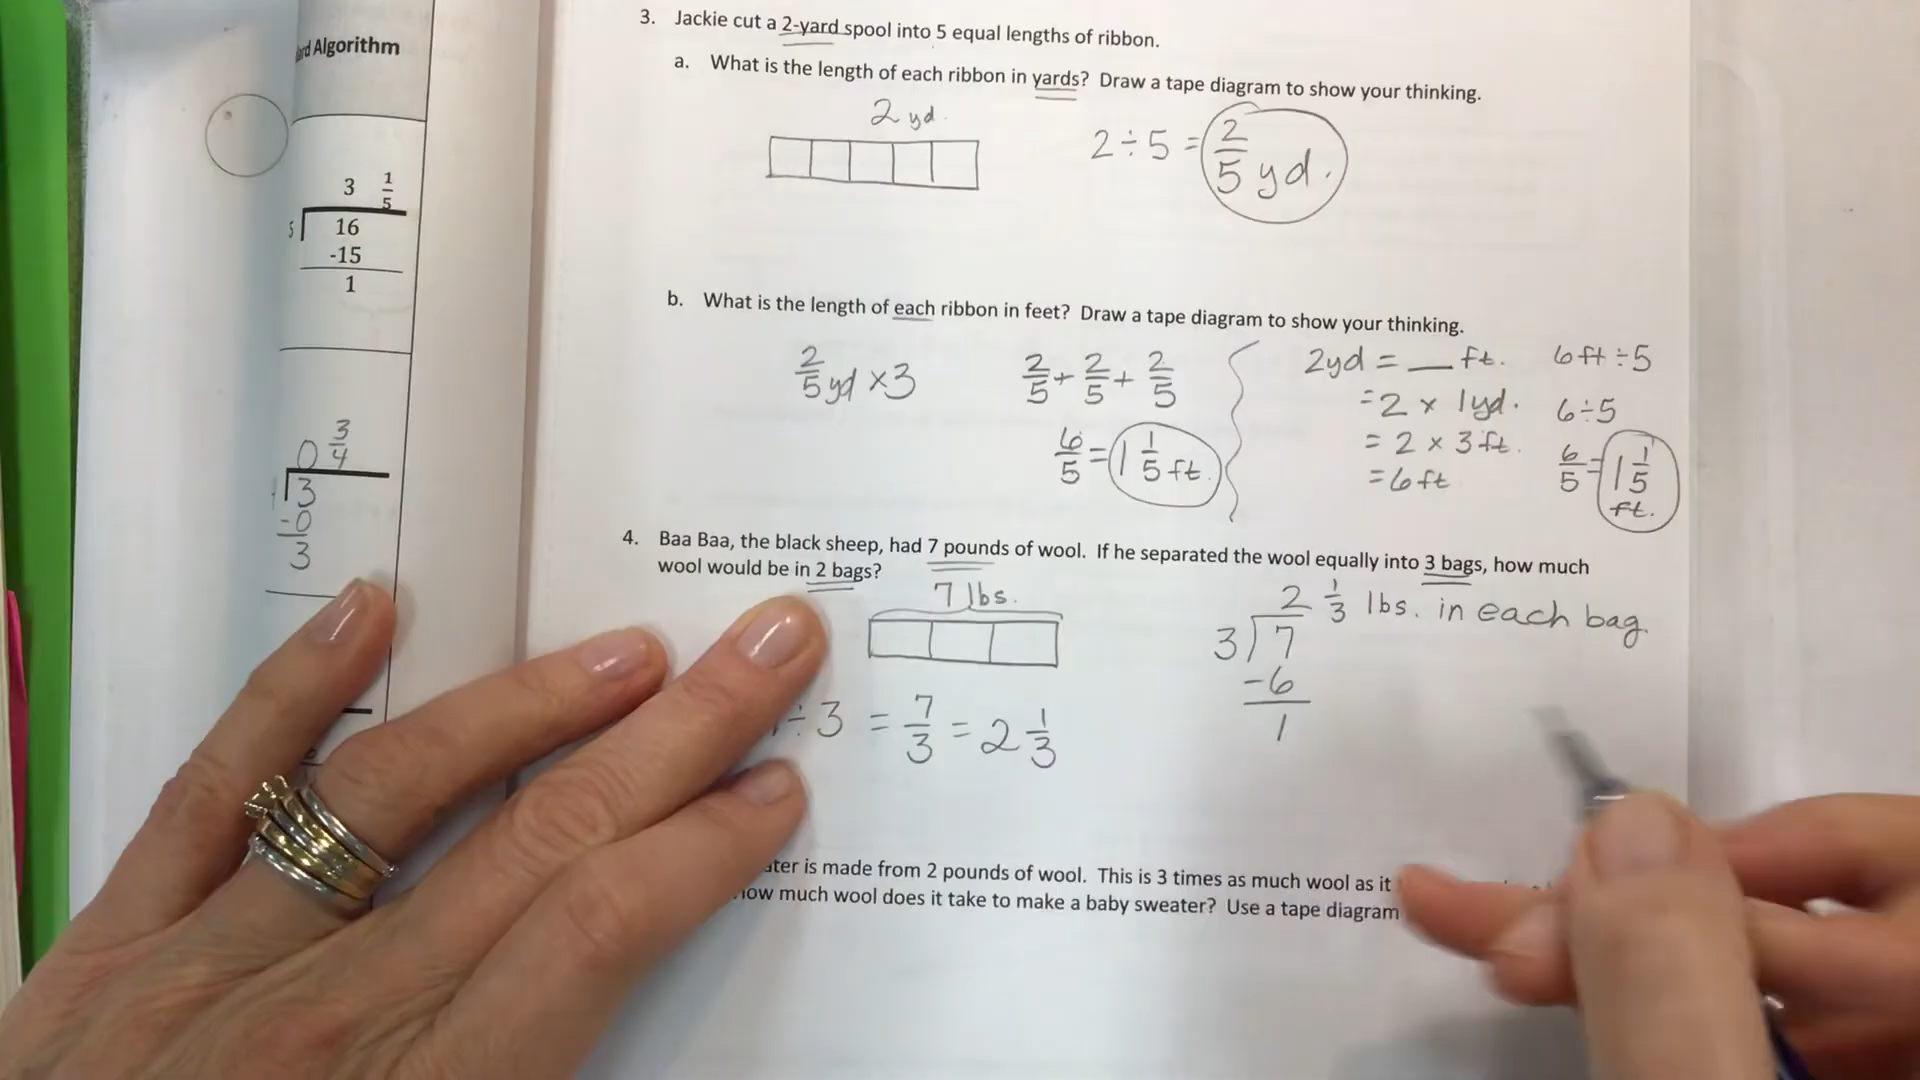 Algorithm
3 1/5
5 16
-15
1
0 3/4
3
-0
3
3. Jackie cut a 2-yard spool into 5 equal lengths of ribbon.
a. What is the length of each ribbon in yards? Draw a tape diagram to show your thinking.
2 yd.
2 ÷ 5 = 2/5 yd.
b. What is the length of each ribbon in feet? Draw a tape diagram to show your thinking.
2/5 yd × 3
2/5 + 2/5 + 2/5
6/5 = 1 1/5 ft.
2yd = __ ft.
= 2 × 1yd.
= 2 × 3 ft.
= 6 ft
6 ft ÷ 5
6 ÷ 5
6/5 = 1 1/5
ft.
4. Baa Baa, the black sheep, had 7 pounds of wool. If he separated the wool equally into 3 bags, how much
wool would be in 2 bags?
7 lbs.
÷ 3 = 7/3 = 2 1/3
2 1/3 lbs. in each bag.
3 7
-6
1
is made from 2 pounds of wool. This is 3 times as much wool as it
how much wool does it take to make a baby sweater? Use a tape diagram